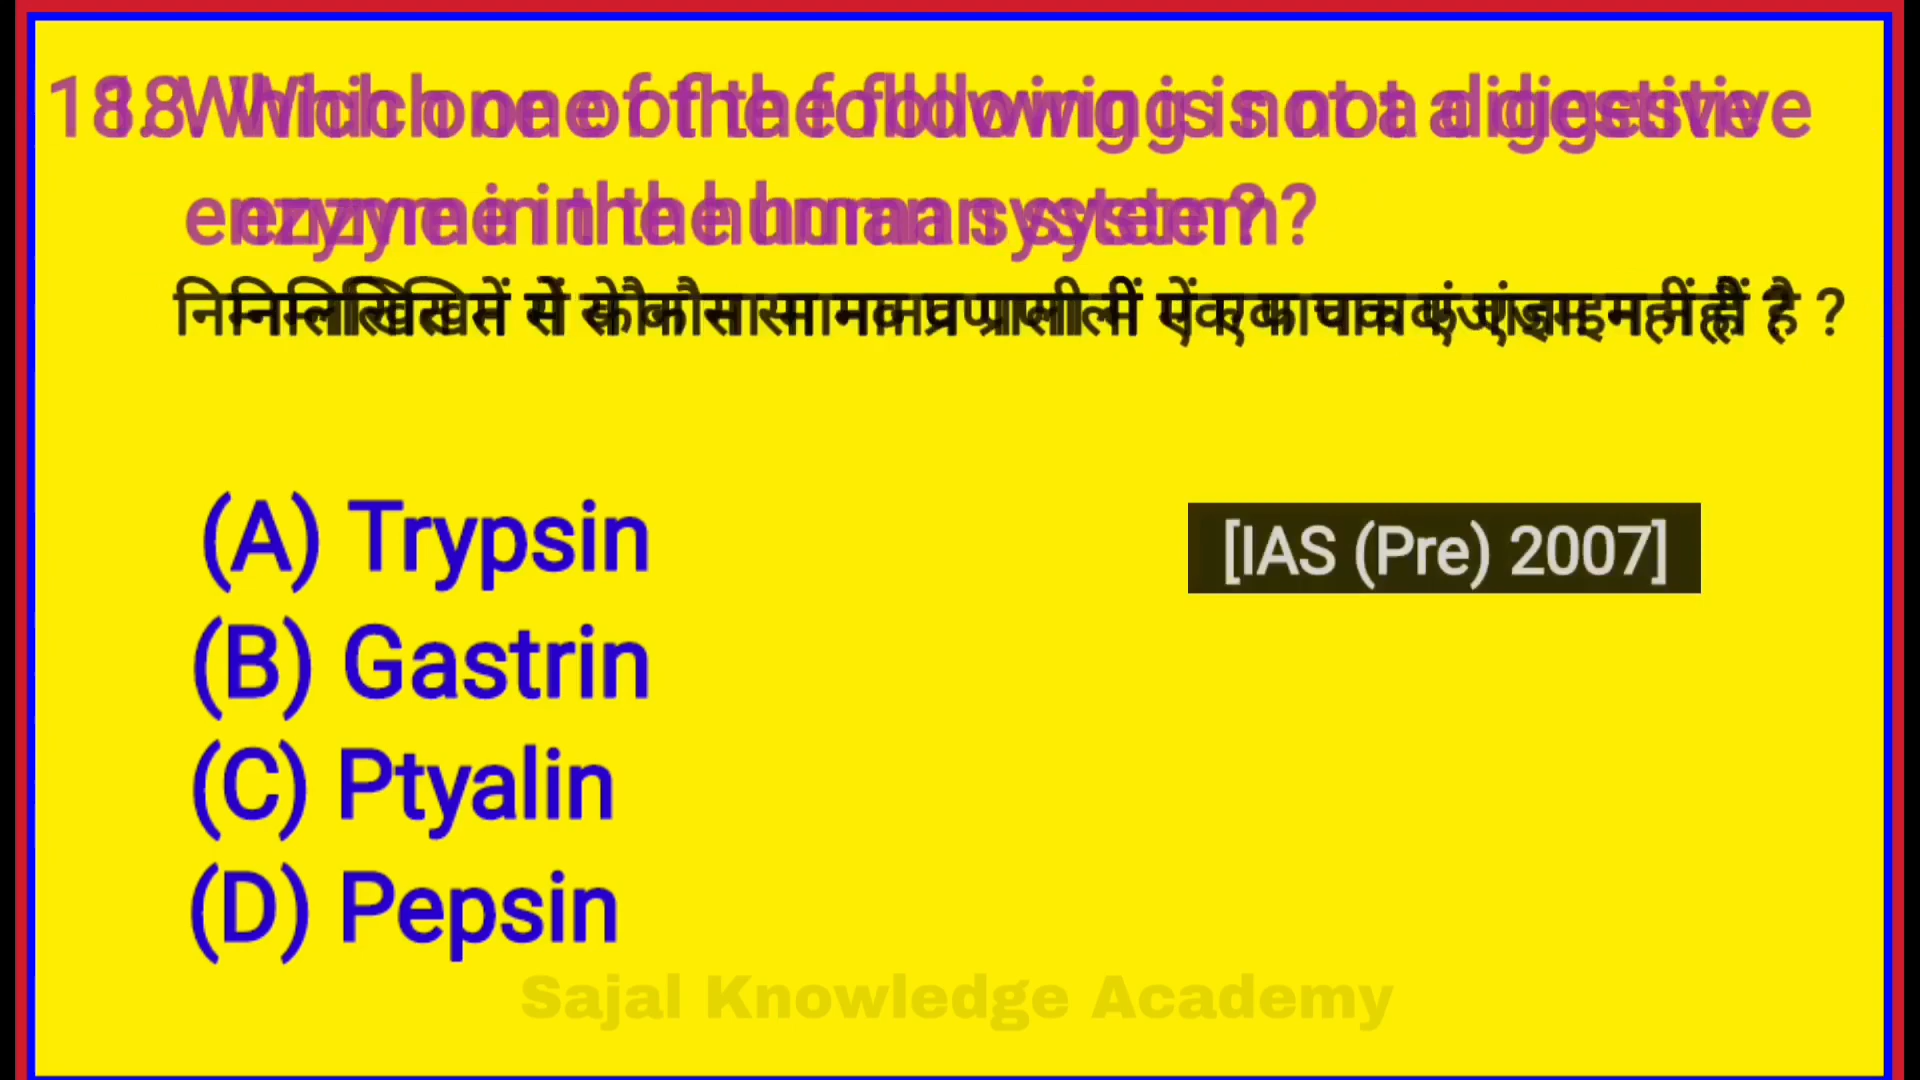 18. Which one of the following is not a digestive
enzyme in the human system?
निम्नलिखित में से कौन सा मानव प्रणाली में एक पाचक एंजाइम नहीं है ?
(A) Trypsin
[IAS (Pre) 2007]
(B) Gastrin
(C) Ptyalin
(D) Pepsin
Sajal Knowledge Academy